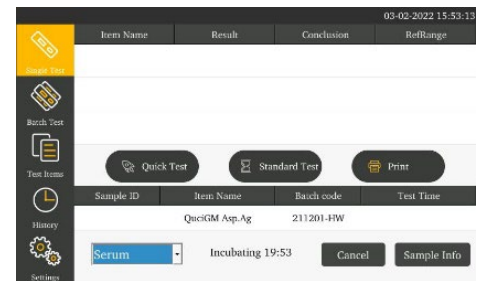 03-02-2022 15:53:13
Item Name Result Conclusion RefRange
Single Test
Batch Test
Test Items
History
Settings
Quick Test Standard Test Print
Sample ID Item Name Batch code Test Time
QuciGM Asp.Ag 211201-HW
Serum Incubating 19:53 Cancel Sample Info